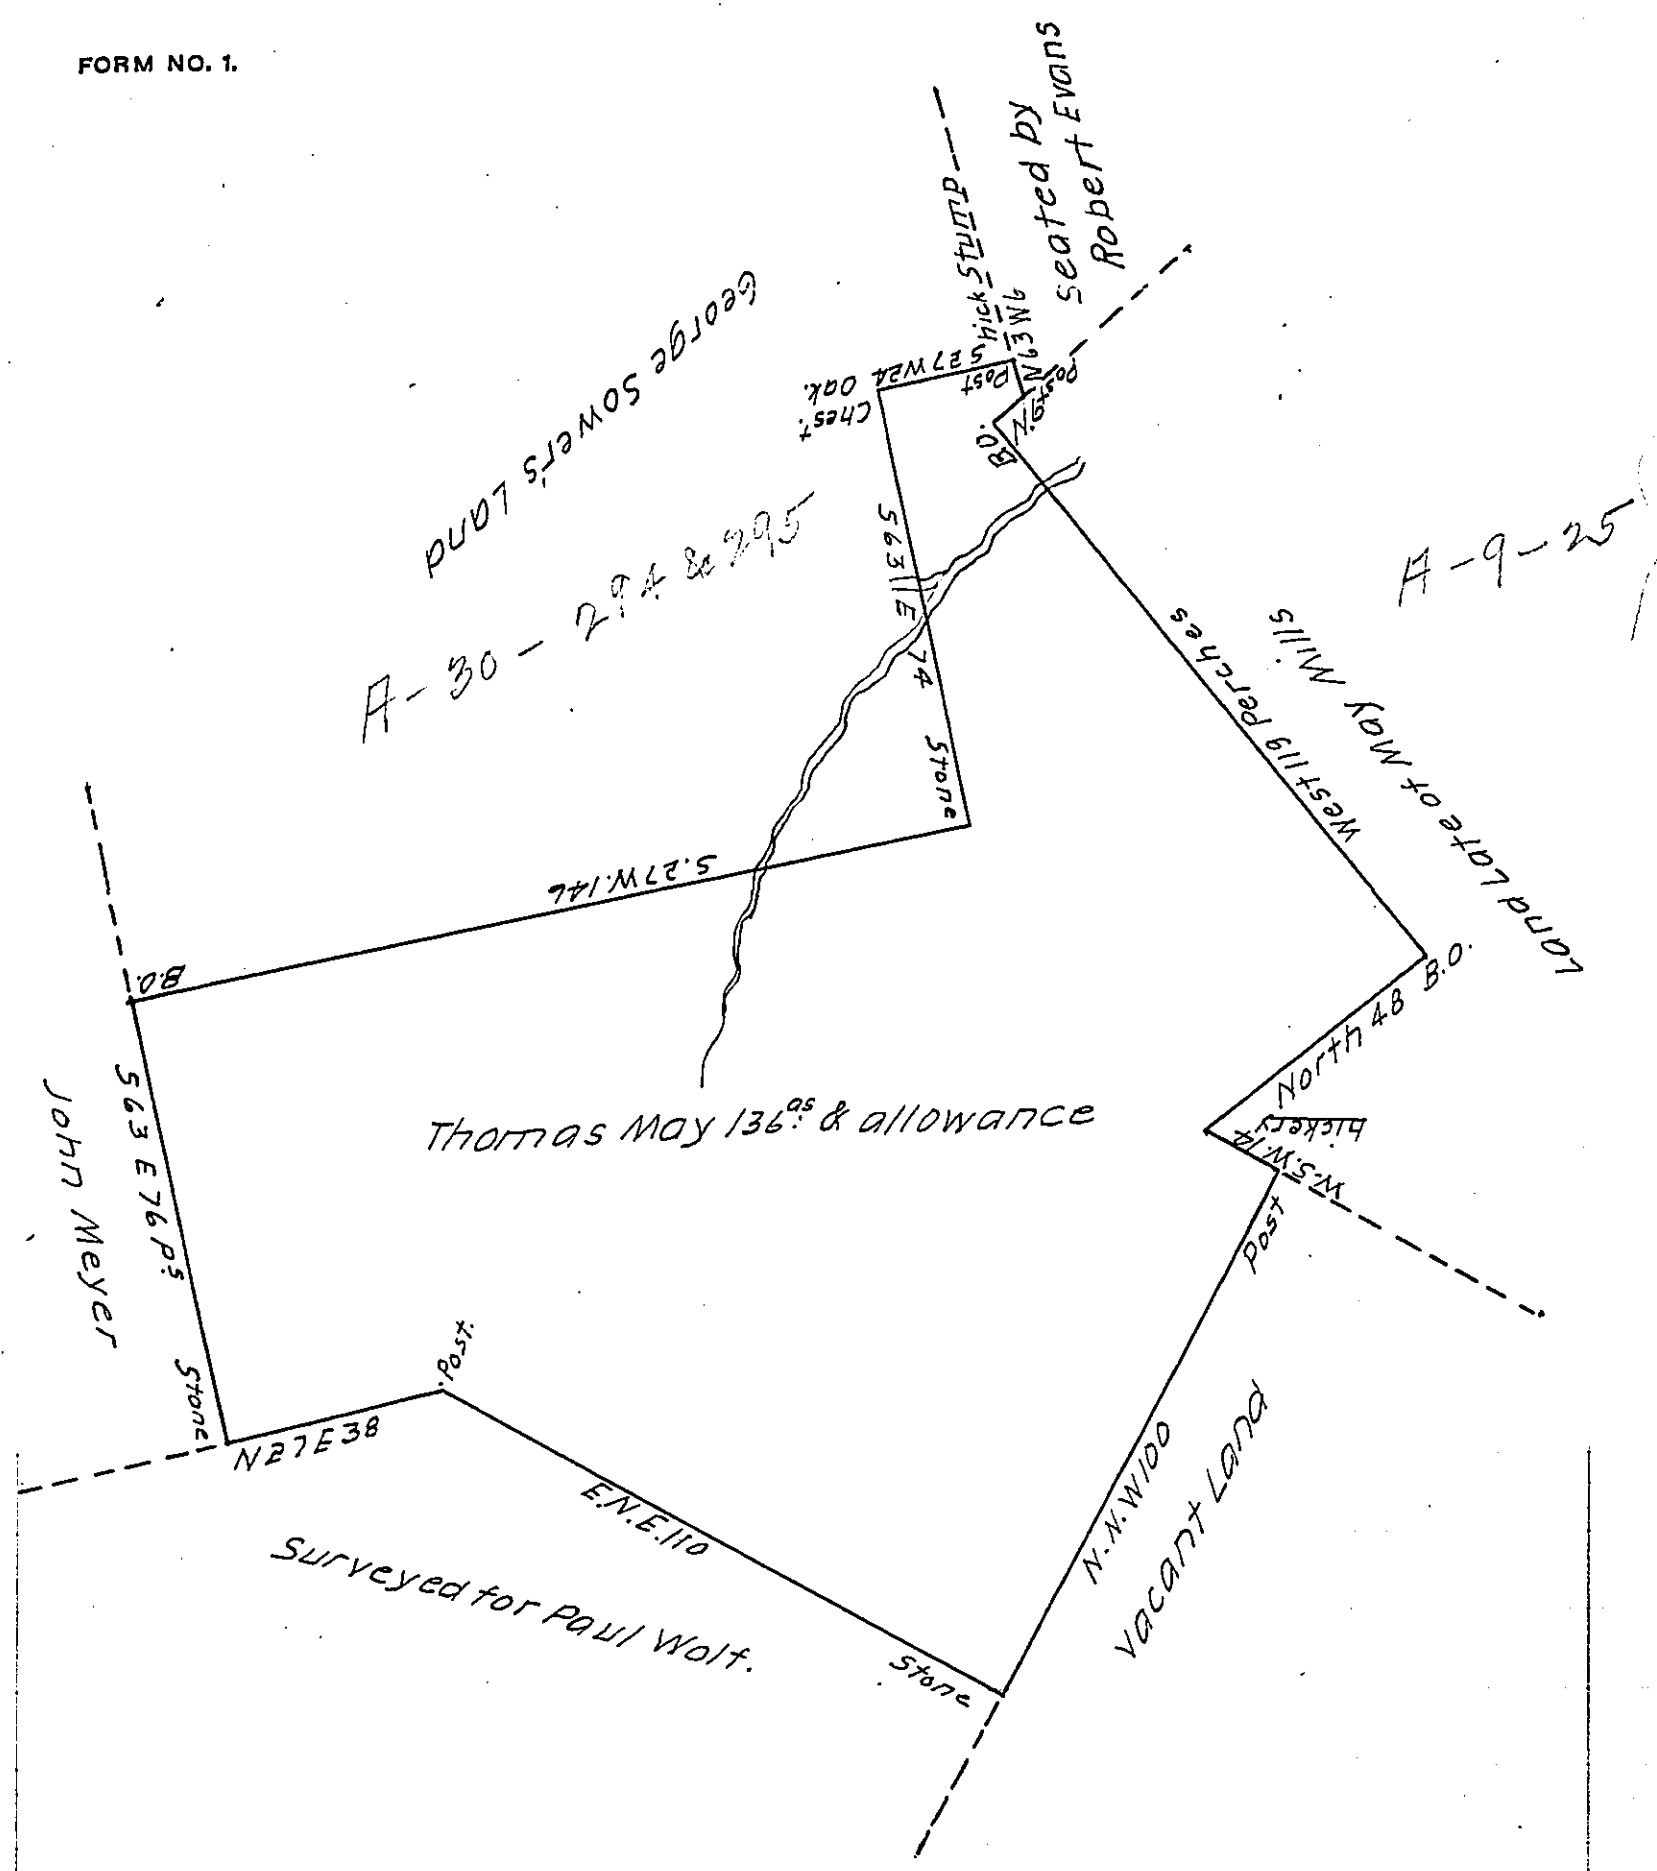 FORM NO. 1.
seated by
Robert Evans
hick Stump
N63W6
Post
S27W24
Post
N.9
B.O.
Chest.
Oak.
George Sower's Land
A-30-294 & 295
A-9-25
S63 E 74
Stone
West 119 Perches
Land Late of May Mills
S.27W.146
B.O.
B.O.
North 48
hickery
W.S.W.14
Post
Thomas May 136as & allowance
John Meyer
S63 E 76 Ps
Stone
N27E38
Post.
E.N.E.110
Surveyed for Paul Wolf.
Stone
N.N.W100
Vacant Land